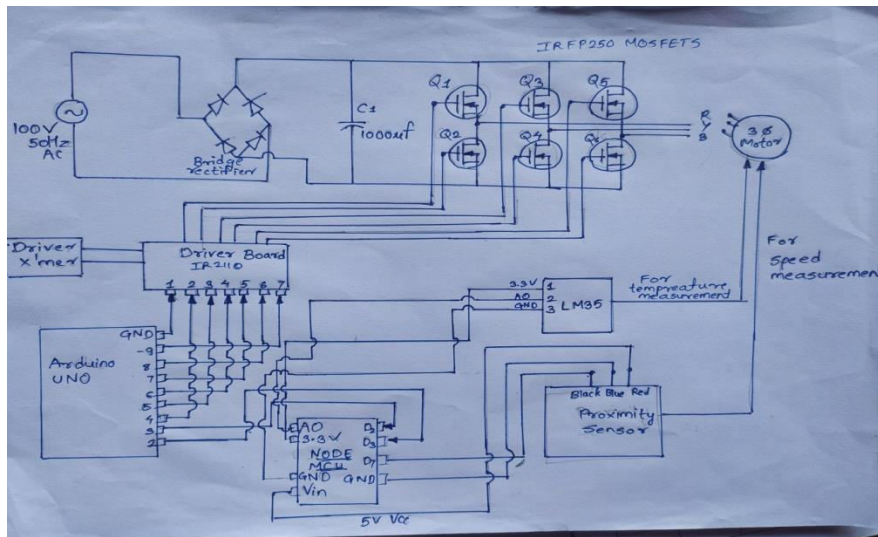 IRFP250 MOSFETS
Q1
Q3
Q5
100V
50Hz
AC
C1
1000uf
Q2
Q4
Bridge
rectifier
R
Y
B
3Ø
Motor
Driver
X'mer
Driver Board
IR2110
1 2 3 4 5 6 7
For
speed
measuremen
For
tempreature
measurement
3.3V
AO
GND
1
2
3
LM35
Arduino
UNO
GND
-9
8
7
6
5
4
3
2
Black Blue Red
Proximity
Sensor
AO
3.3V
NODE
MCU
GND
Vin
D2
D3
D7
GND
5V Vcc